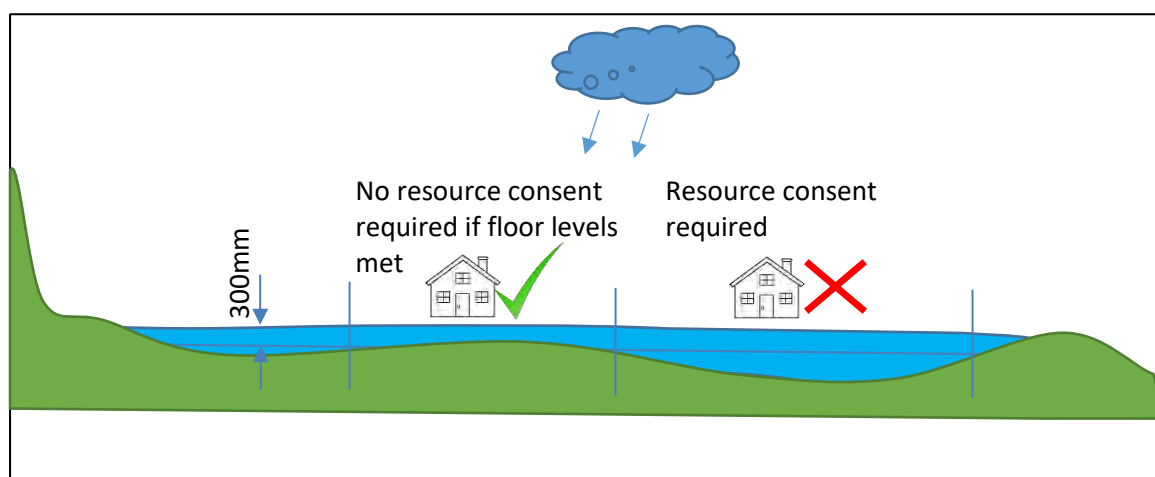 No resource consent
required if floor levels
met
Resource consent
required
300mm